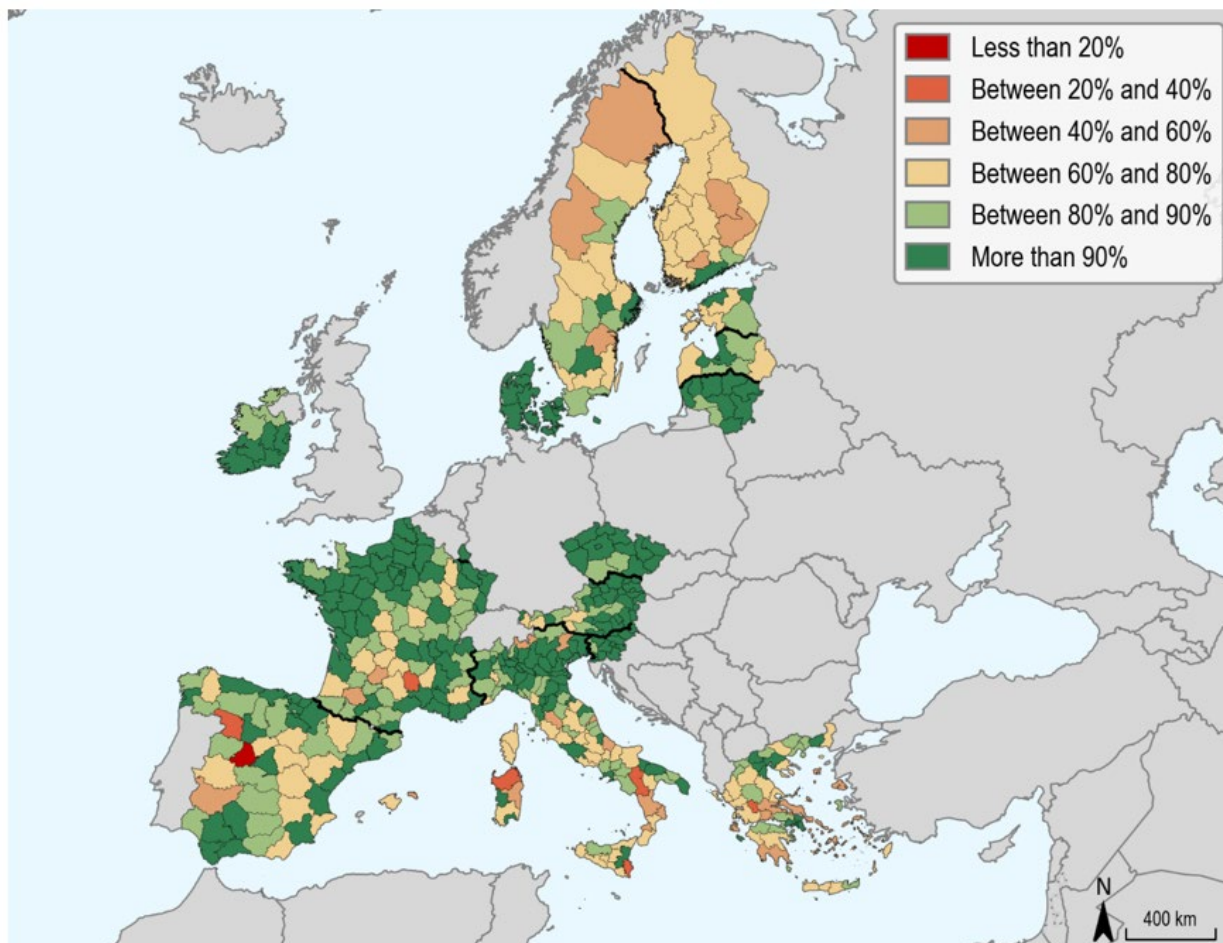 Less than 20%
Between 20% and 40%
Between 40% and 60%
Between 60% and 80%
Between 80% and 90%
More than 90%
N
400 km